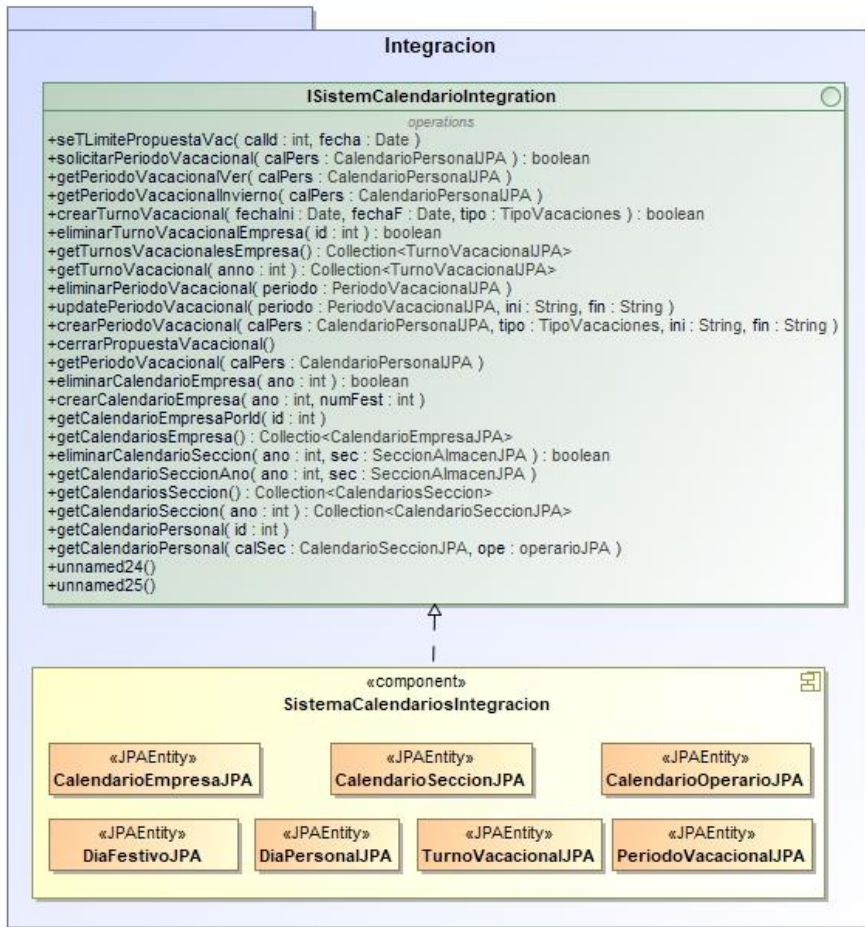 Integracion
ISistemCalendarioIntegration
operations
+seTLimitePropuestaVac( calId : int, fecha : Date )
+solicitarPeriodoVacacional( calPers : CalendarioPersonalJPA ) : boolean
+getPeriodoVacacionalVer( calPers : CalendarioPersonalJPA )
+getPeriodoVacacionalInvierno( calPers : CalendarioPersonalJPA )
+crearTurnoVacacional( fechaIni : Date, fechaF : Date, tipo : TipoVacaciones ) : boolean
+eliminarTurnoVacacionalEmpresa( id : int ) : boolean
+getTurnosVacacionalesEmpresa() : Collection<TurnoVacacionalJPA>
+getTurnoVacacional( anno : int ) : Collection<TurnoVacacionalJPA>
+eliminarPeriodoVacacional( periodo : PeriodoVacacionalJPA )
+updatePeriodoVacacional( periodo : PeriodoVacacionalJPA, ini : String, fin : String )
+crearPeriodoVacacional( calPers : CalendarioPersonalJPA, tipo : TipoVacaciones, ini : String, fin : String )
+cerrarPropuestaVacacional()
+getPeriodoVacacional( calPers : CalendarioPersonalJPA )
+eliminarCalendarioEmpresa( ano : int ) : boolean
+crearCalendarioEmpresa( ano : int, numFest : int )
+getCalendarioEmpresaPorId( id : int )
+getCalendariosEmpresa() : Collectio<CalendarioEmpresaJPA>
+eliminarCalendarioSeccion( ano : int, sec : SeccionAlmacenJPA ) : boolean
+getCalendarioSeccionAno( ano : int, sec : SeccionAlmacenJPA )
+getCalendariosSeccion() : Collection<CalendariosSeccion>
+getCalendarioSeccion( ano : int ) : Collection<CalendarioSeccionJPA>
+getCalendarioPersonal( id : int )
+getCalendarioPersonal( calSec : CalendarioSeccionJPA, ope : operarioJPA )
+unnamed24()
+unnamed25()
«component»
SistemaCalendariosIntegracion
«JPAEntity»
CalendarioEmpresaJPA
«JPAEntity»
CalendarioSeccionJPA
«JPAEntity»
CalendarioOperarioJPA
«JPAEntity»
DiaFestivoJPA
«JPAEntity»
DiaPersonalJPA
«JPAEntity»
TurnoVacacionalJPA
«JPAEntity»
PeriodoVacacionalJPA